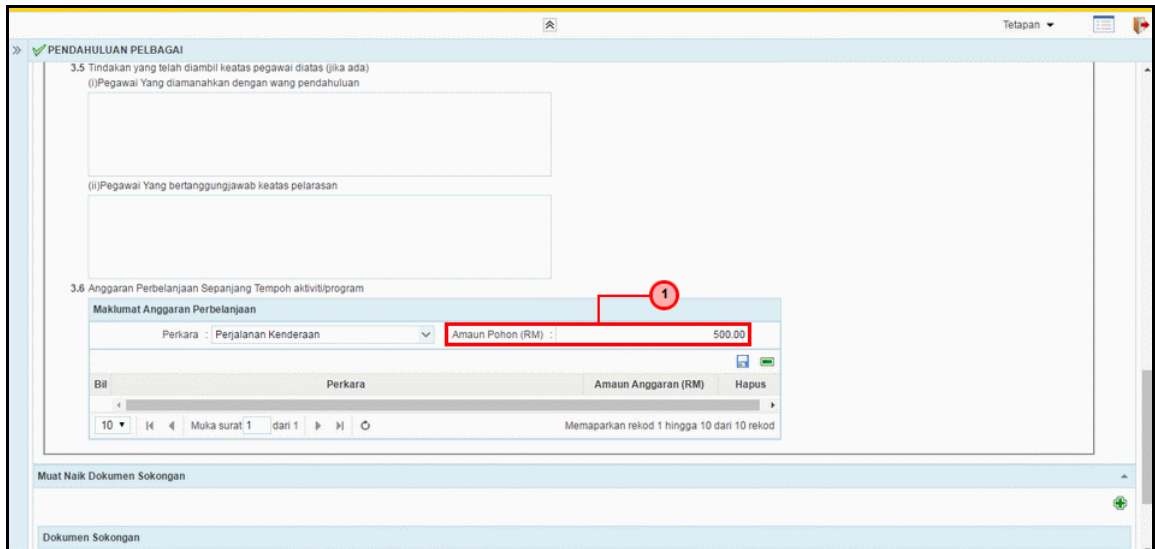 Tetapan
PENDAHULUAN PELBAGAI
3.5 Tindakan yang telah diambil keatas pegawai diatas (jika ada)
(i)Pegawai Yang diamanahkan dengan wang pendahuluan
(ii)Pegawai Yang bertanggungjawab keatas pelarasan
3.6 Anggaran Perbelanjaan Sepanjang Tempoh aktiviti/program
1
Maklumat Anggaran Perbelanjaan
Perkara : Perjalanan Kenderaan Amaun Pohon (RM) : 500.00
Bil Perkara Amaun Anggaran (RM) Hapus
10 Muka surat 1 dari 1 Memaparkan rekod 1 hingga 10 dari 10 rekod
Muat Naik Dokumen Sokongan
Dokumen Sokongan